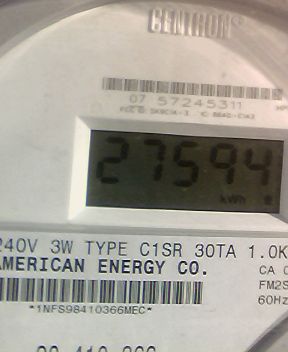 CENTRON®
07 57245311
27594
kWh
240V 3W TYPE C1SR 30TA 1.0K
AMERICAN ENERGY CO.
CA 0
FM2S
60Hz
*1NFS98410366MEC*